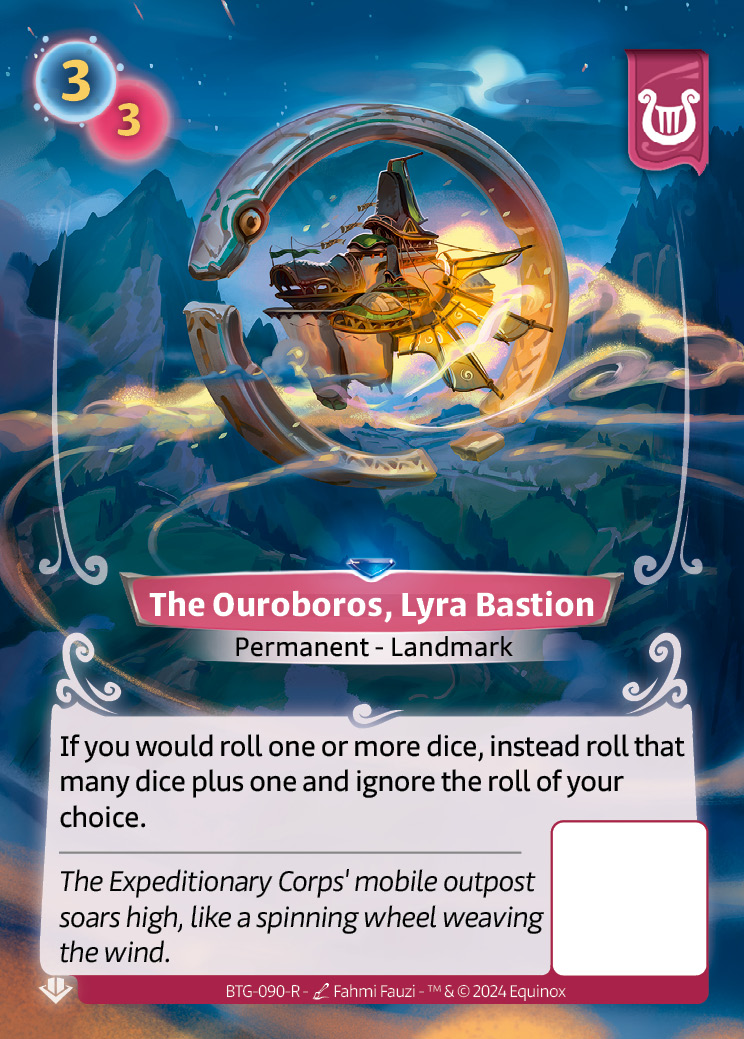 3
3
The Ouroboros, Lyra Bastion
Permanent - Landmark
If you would roll one or more dice, instead roll that
many dice plus one and ignore the roll of your
choice.
The Expeditionary Corps' mobile outpost
soars high, like a spinning wheel weaving
the wind.
BTG-090-R - Fahmi Fauzi - ™ & © 2024 Equinox